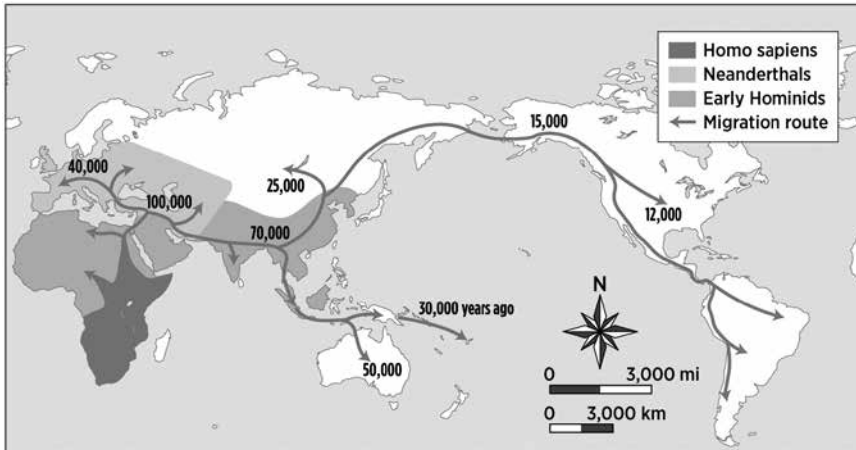 Homo sapiens
Neanderthals
Early Hominids
Migration route
15,000
40,000
100,000
25,000
12,000
70,000
30,000 years ago
N
50,000
0 3,000 mi
0 3,000 km